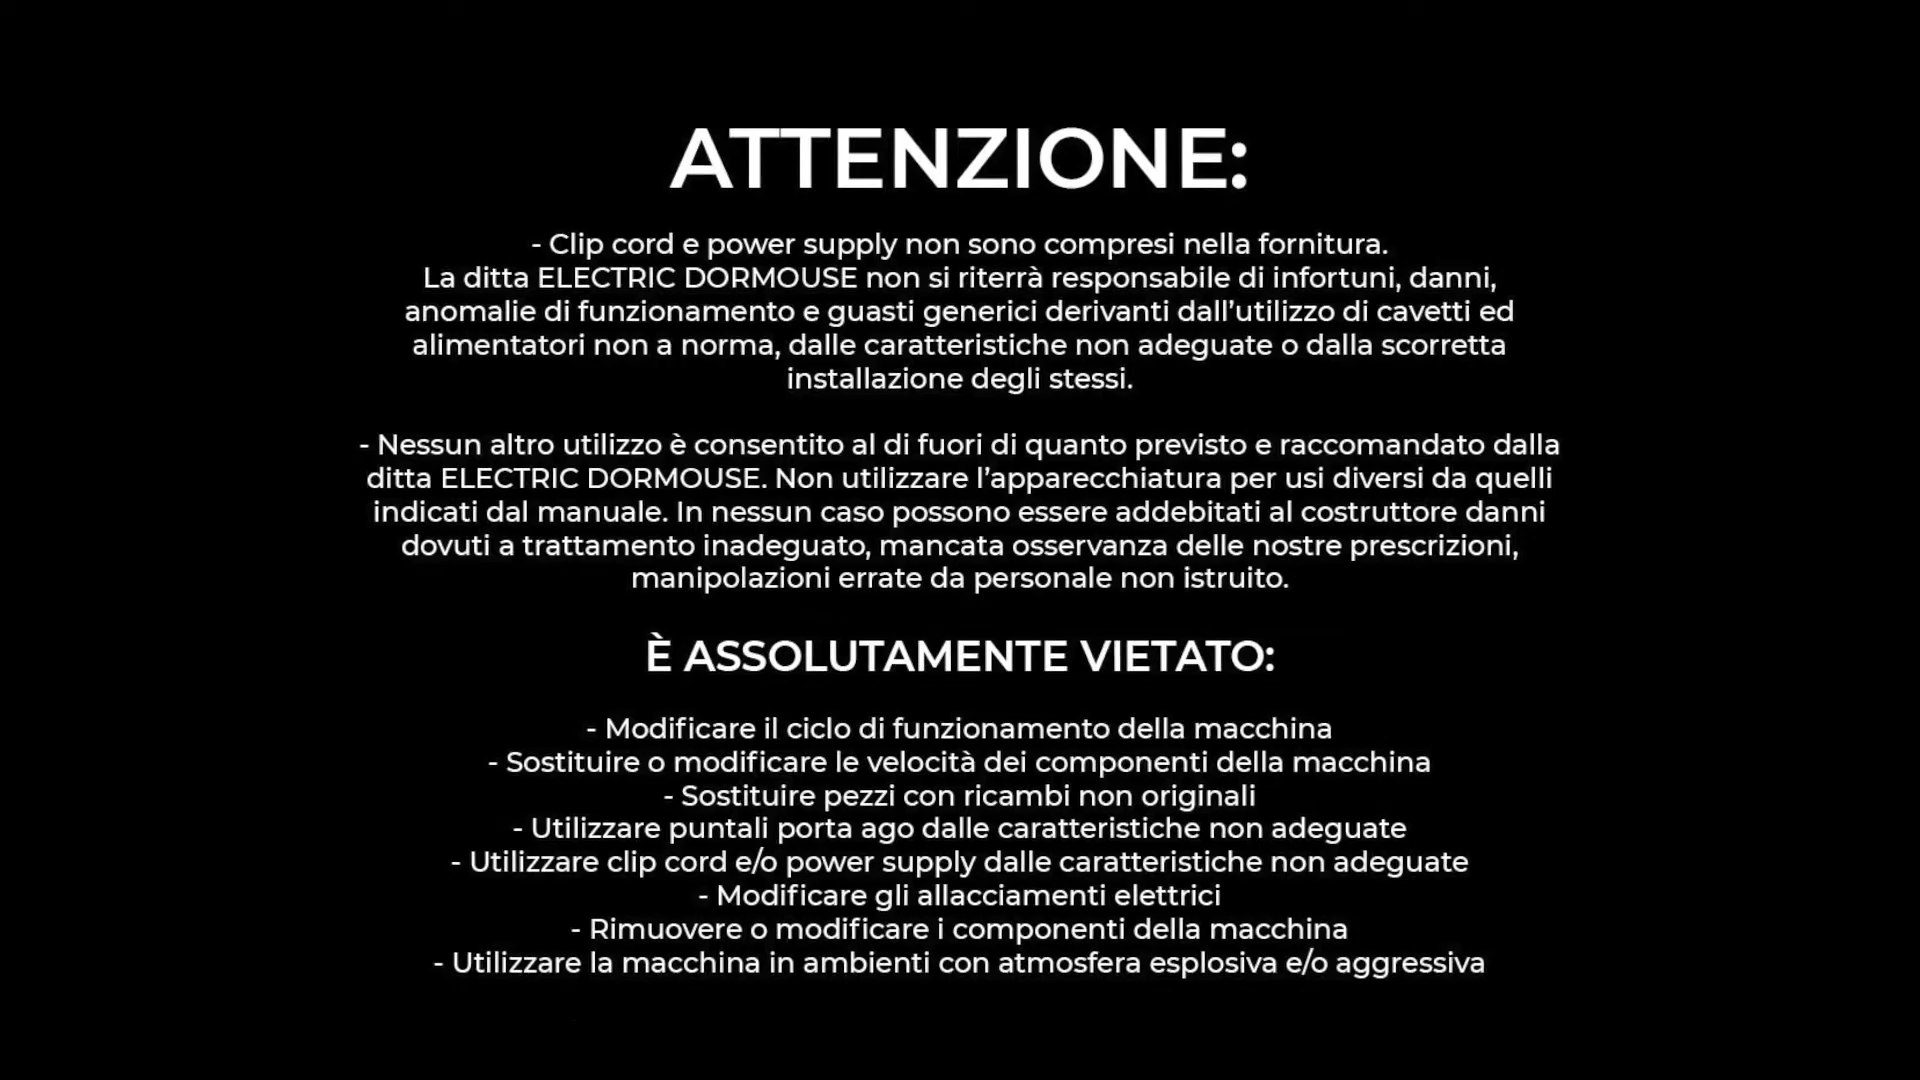 ATTENZIONE:
- Clip cord e power supply non sono compresi nella fornitura.
La ditta ELECTRIC DORMOUSE non si riterrà responsabile di infortuni, danni,
anomalie di funzionamento e guasti generici derivanti dall’utilizzo di cavetti ed
alimentatori non a norma, dalle caratteristiche non adeguate o dalla scorretta
installazione degli stessi.
- Nessun altro utilizzo è consentito al di fuori di quanto previsto e raccomandato dalla
ditta ELECTRIC DORMOUSE. Non utilizzare l’apparecchiatura per usi diversi da quelli
indicati dal manuale. In nessun caso possono essere addebitati al costruttore danni
dovuti a trattamento inadeguato, mancata osservanza delle nostre prescrizioni,
manipolazioni errate da personale non istruito.
È ASSOLUTAMENTE VIETATO:
- Modificare il ciclo di funzionamento della macchina
- Sostituire o modificare le velocità dei componenti della macchina
- Sostituire pezzi con ricambi non originali
- Utilizzare puntali porta ago dalle caratteristiche non adeguate
- Utilizzare clip cord e/o power supply dalle caratteristiche non adeguate
- Modificare gli allacciamenti elettrici
- Rimuovere o modificare i componenti della macchina
- Utilizzare la macchina in ambienti con atmosfera esplosiva e/o aggressiva